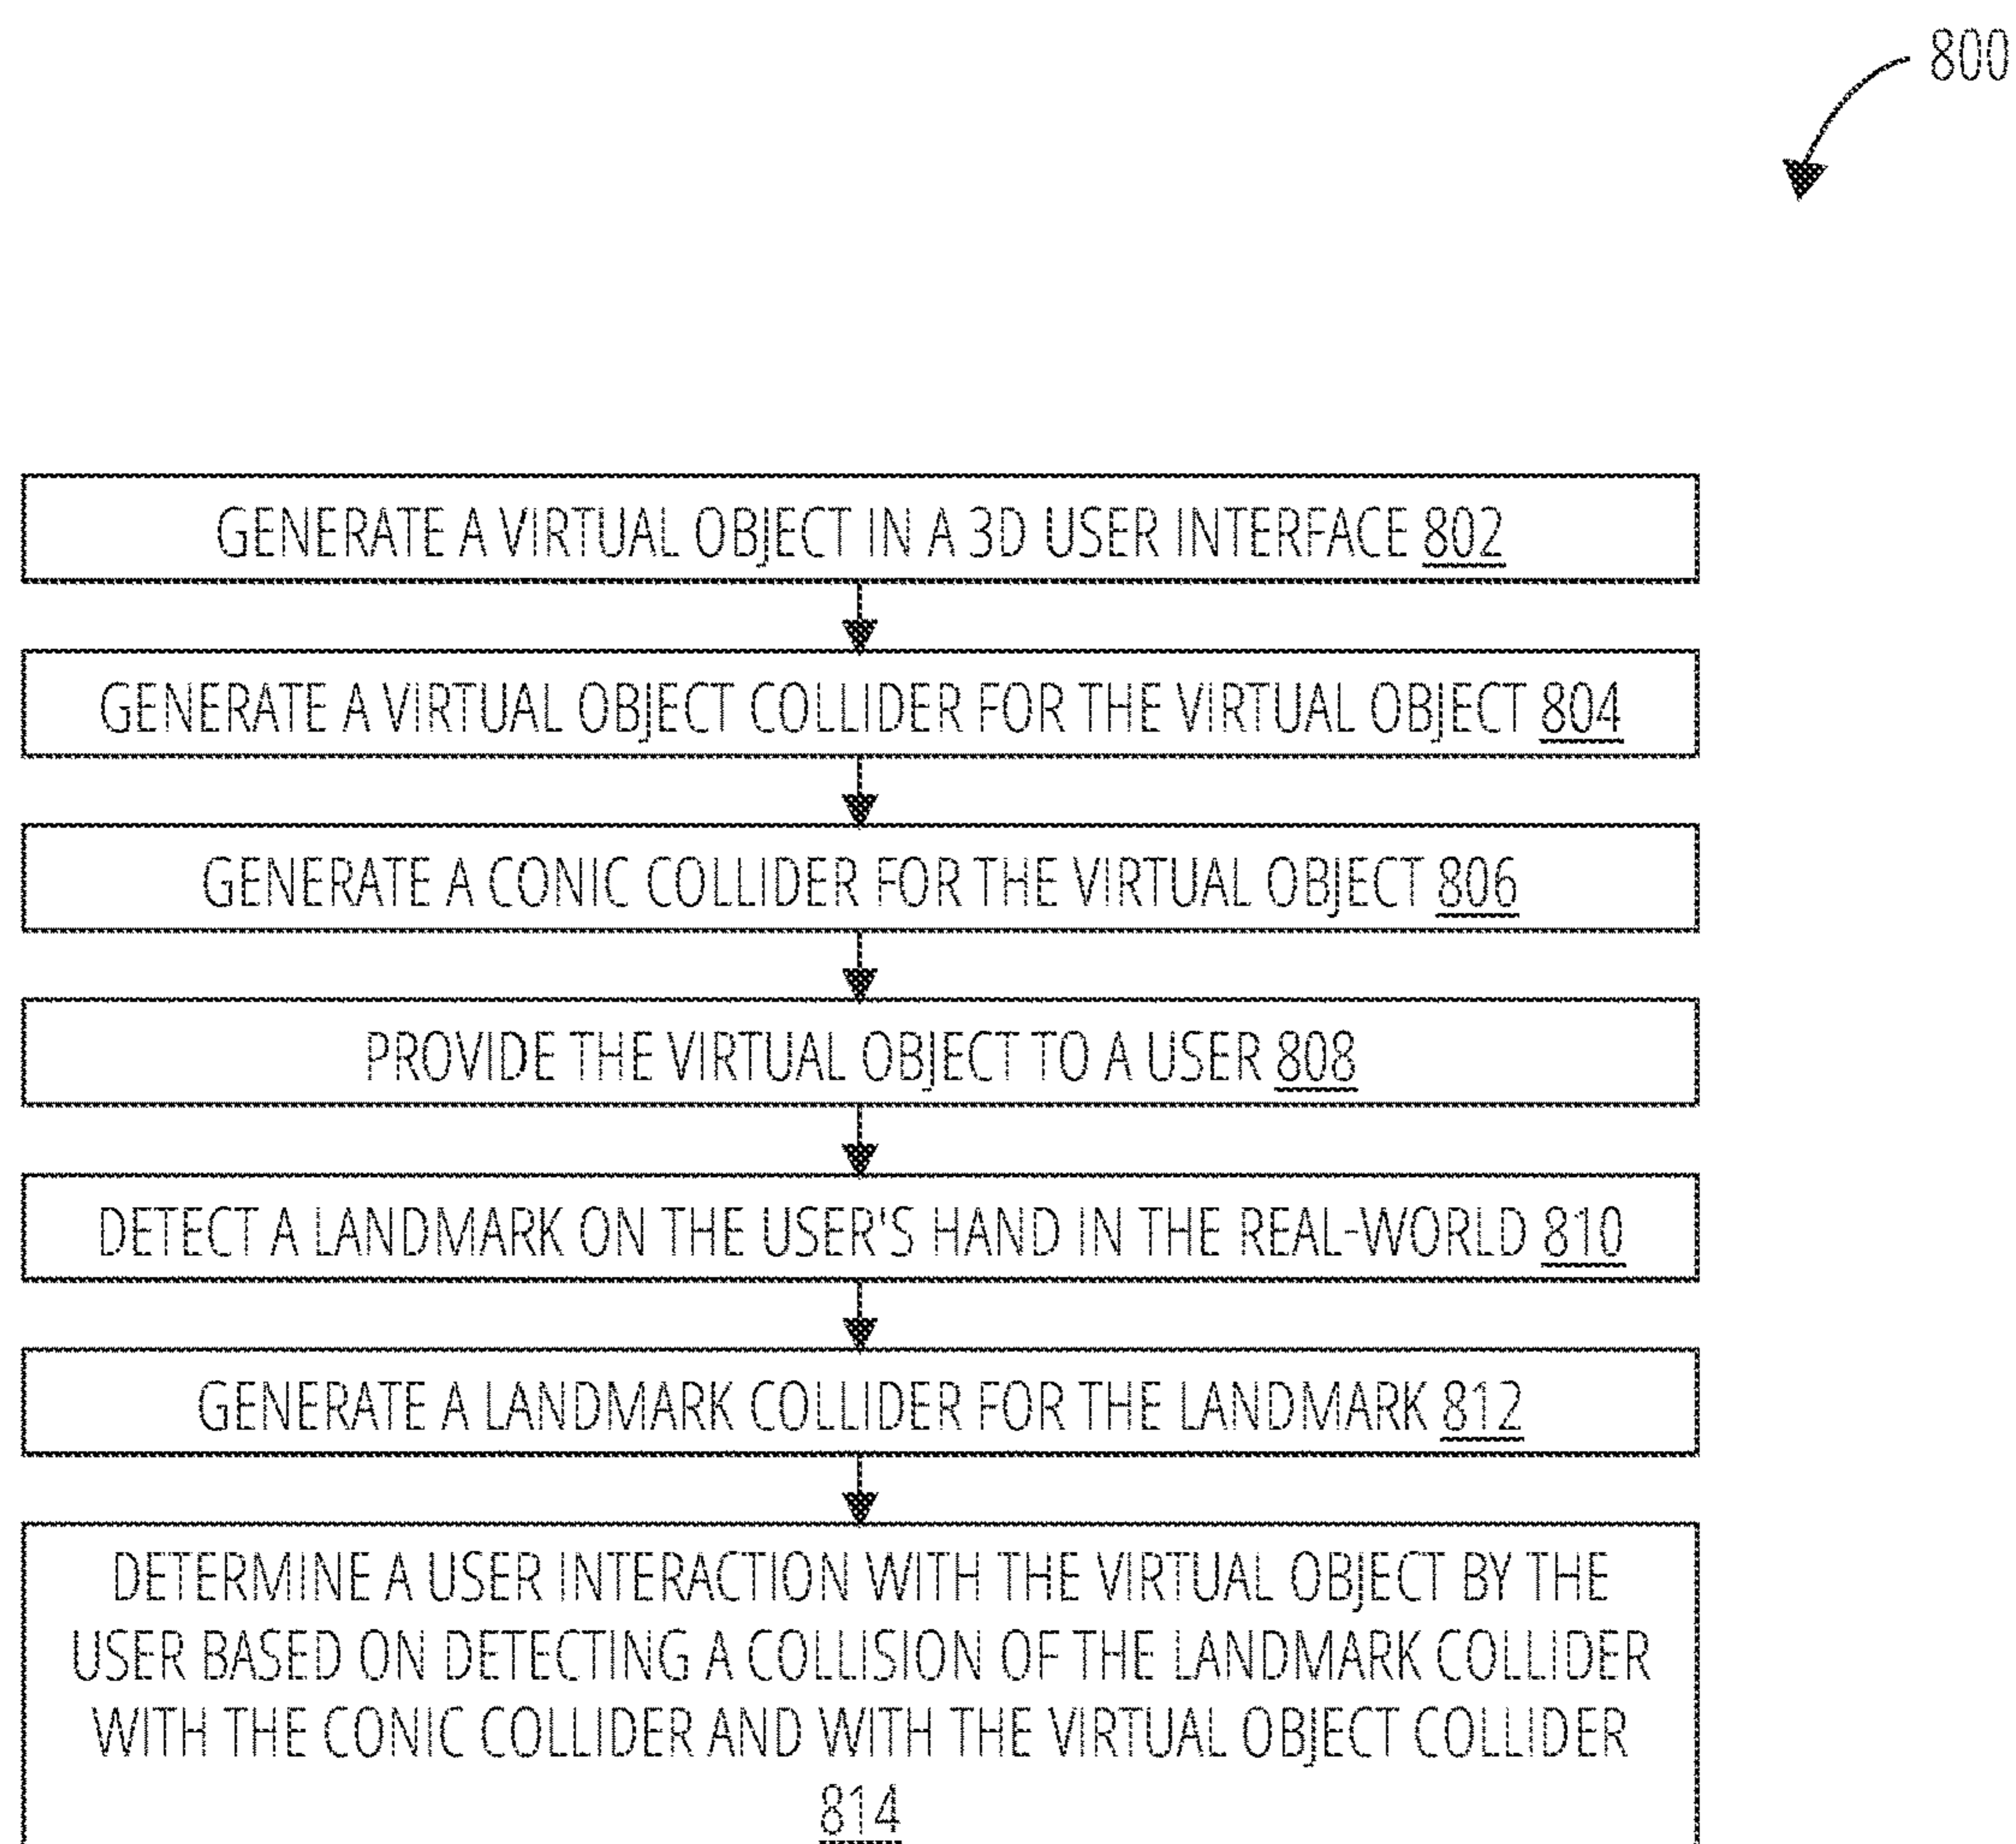 800
GENERATE A VIRTUAL OBJECT IN A 3D USER INTERFACE 802
GENERATE A VIRTUAL OBJECT COLLIDER FOR THE VIRTUAL OBJECT 804
GENERATE A CONIC COLLIDER FOR THE VIRTUAL OBJECT 806
PROVIDE THE VIRTUAL OBJECT TO A USER 808
DETECT A LANDMARK ON THE USER'S HAND IN THE REAL-WORLD 810
GENERATE A LANDMARK COLLIDER FOR THE LANDMARK 812
DETERMINE A USER INTERACTION WITH THE VIRTUAL OBJECT BY THE
USER BASED ON DETECTING A COLLISION OF THE LANDMARK COLLIDER
WITH THE CONIC COLLIDER AND WITH THE VIRTUAL OBJECT COLLIDER
814